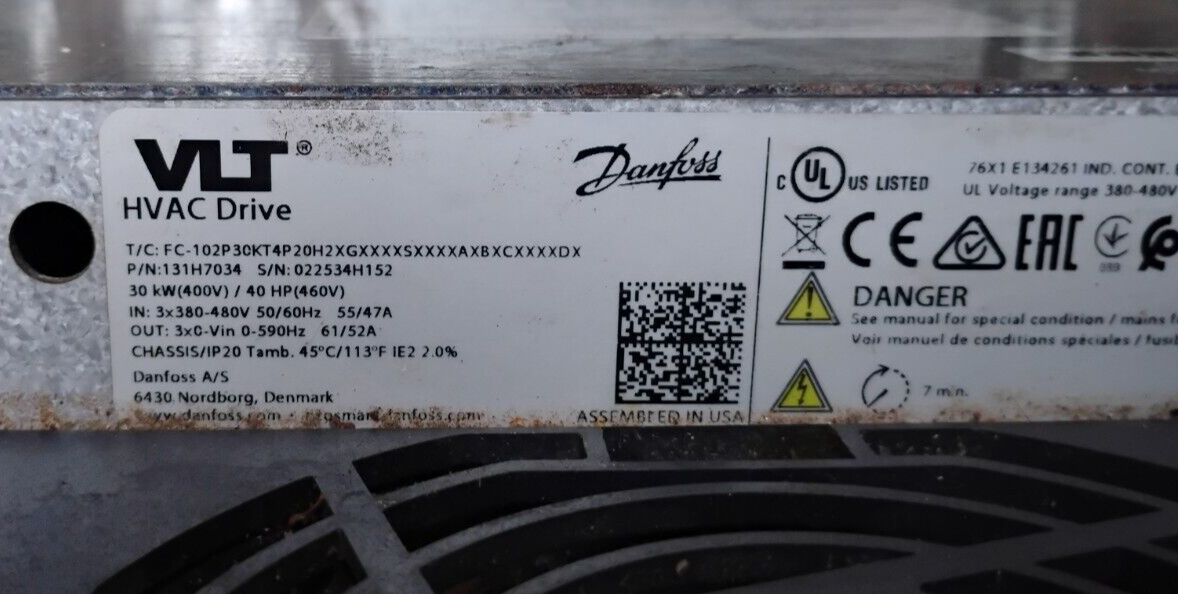 VLT®
HVAC Drive
Danfoss
T/C: FC-102P30KT4P20H2XGXXXXSXXXXAXBXCXXXXDX
P/N:131H7034 S/N:022534H152
30 kW(400V) / 40 HP(460V)
IN: 3x380-480V 50/60Hz 55/47A
OUT: 3x0-Vin 0-590Hz 61/52A
CHASSIS/IP20 Tamb. 45°C/113°F IE2 2.0%
Danfoss A/S
6430 Nordborg, Denmark
ASSEMBLED IN USA
C UL US LISTED
76X1 E134261 IND. CONT.
UL Voltage range 380-480V
CE EAC
089
DANGER
See manual for special condition / mains
Voir manuel de conditions spéciales /
7 min.